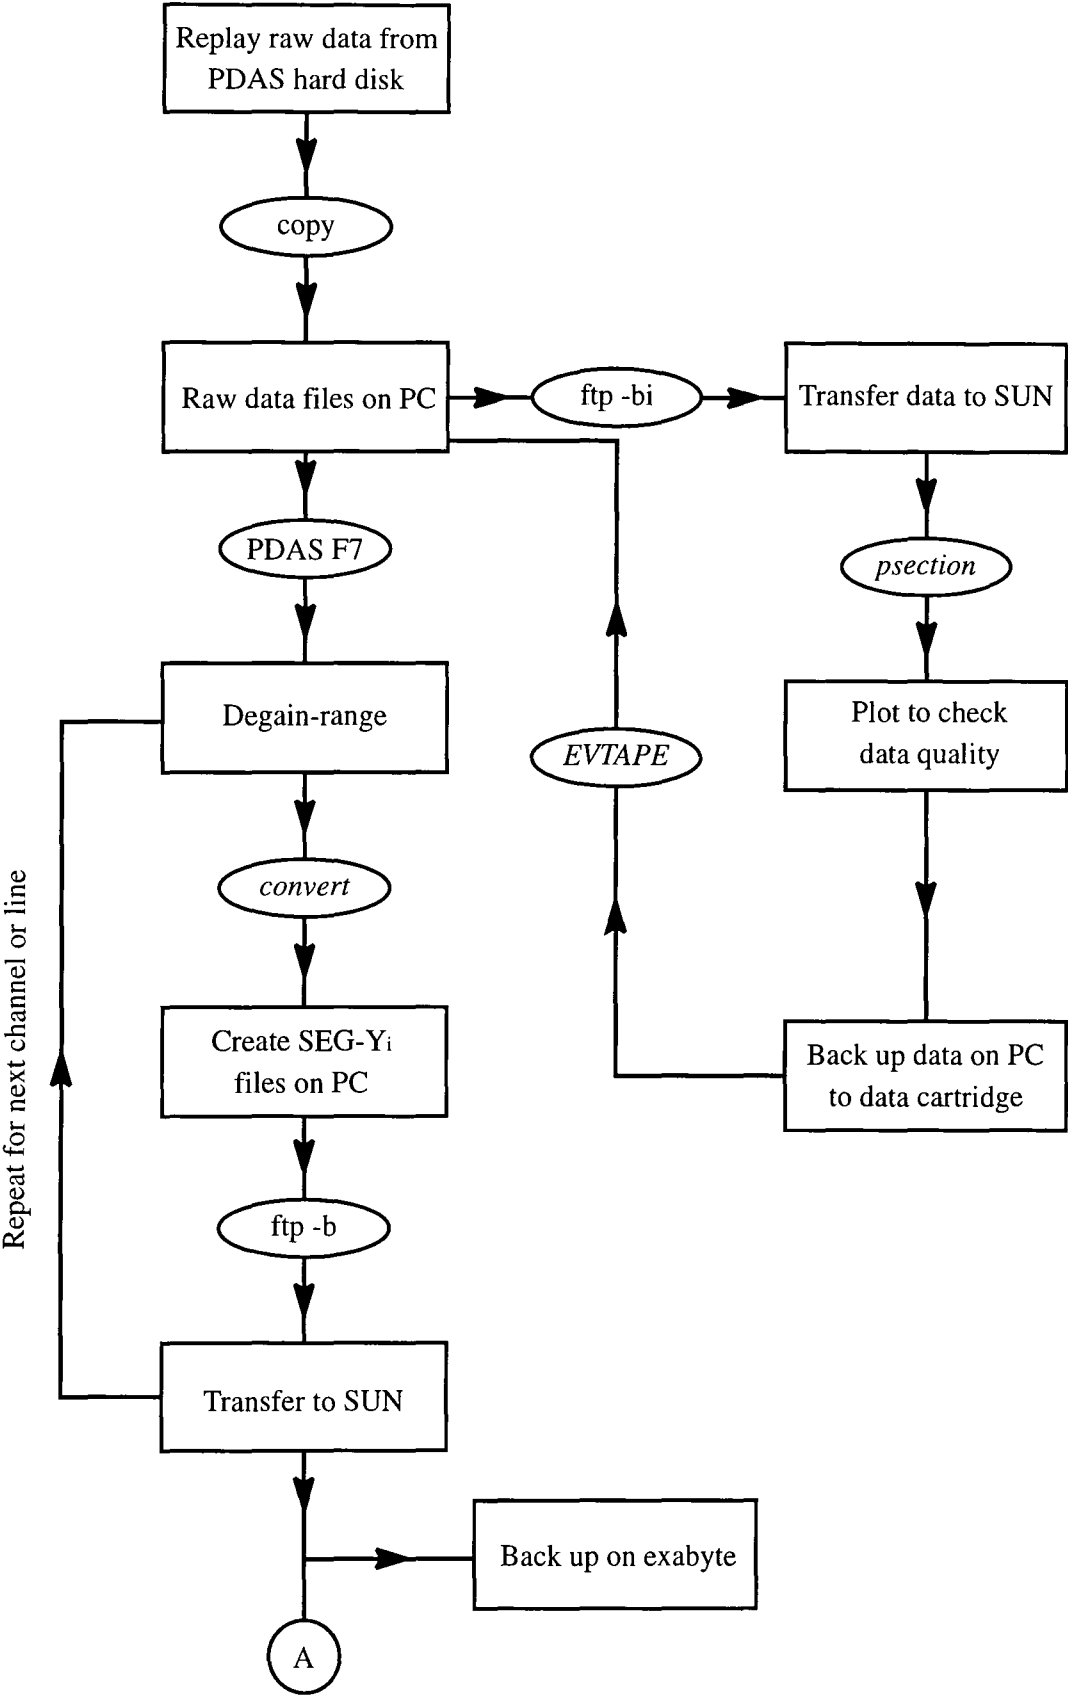 Replay raw data from
PDAS hard disk
copy
Raw data files on PC
ftp -bi
Transfer data to SUN
PDAS F7
psection
Degain-range
Plot to check
data quality
EVTAPE
convert
Repeat for next channel or line
Create SEG-Yi
files on PC
Back up data on PC
to data cartridge
ftp -b
Transfer to SUN
Back up on exabyte
A